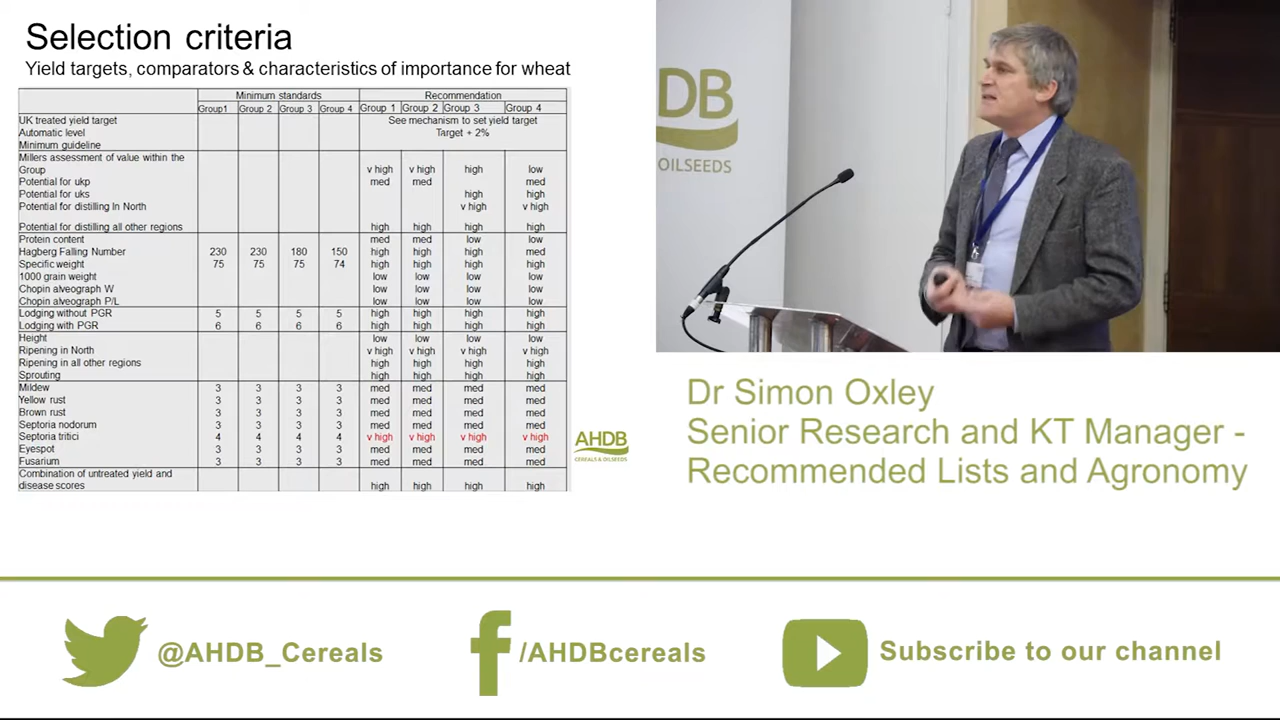 Selection criteria
Yield targets, comparators & characteristics of importance for wheat
Minimum standards Recommendation
Group1 Group 2 Group 3 Group 4 Group 1 Group 2 Group 3 Group 4
UK treated yield target See mechanism to set yield target
Automatic level Target + 2%
Minimum guideline
Millers assessment of value within the
Group v high v high high low
Potential for ukp med med med
Potential for uks high high
Potential for distilling In North v high v high
Potential for distilling all other regions high high high high
Protein content med med low low
Hagberg Falling Number 230 230 180 150 high high high med
Specific weight 75 75 75 74 high high high high
1000 grain weight low low low low
Chopin alveograph W low low low low
Chopin alveograph P/L low low low low
Lodging without PGR 5 5 5 5 high high high high
Lodging with PGR 6 6 6 6 high high high high
Height low low low low
Ripening in North v high v high v high v high
Ripening in all other regions high high high high
Sprouting high high high high
Mildew 3 3 3 3 med med med med
Yellow rust 3 3 3 3 med med med med
Brown rust 3 3 3 3 med med med med
Septoria nodorum 3 3 3 3 med med med med
Septoria tritici 4 4 4 4 v high v high v high v high
Eyespot 3 3 3 3 med med med med
Fusarium 3 3 3 3 med med med med
Combination of untreated yield and
disease scores high high high high
AHDB
CEREALS & OILSEEDS
DB
OILSEEDS
Dr Simon Oxley
Senior Research and KT Manager -
Recommended Lists and Agronomy
@AHDB_Cereals
/AHDBcereals
Subscribe to our channel